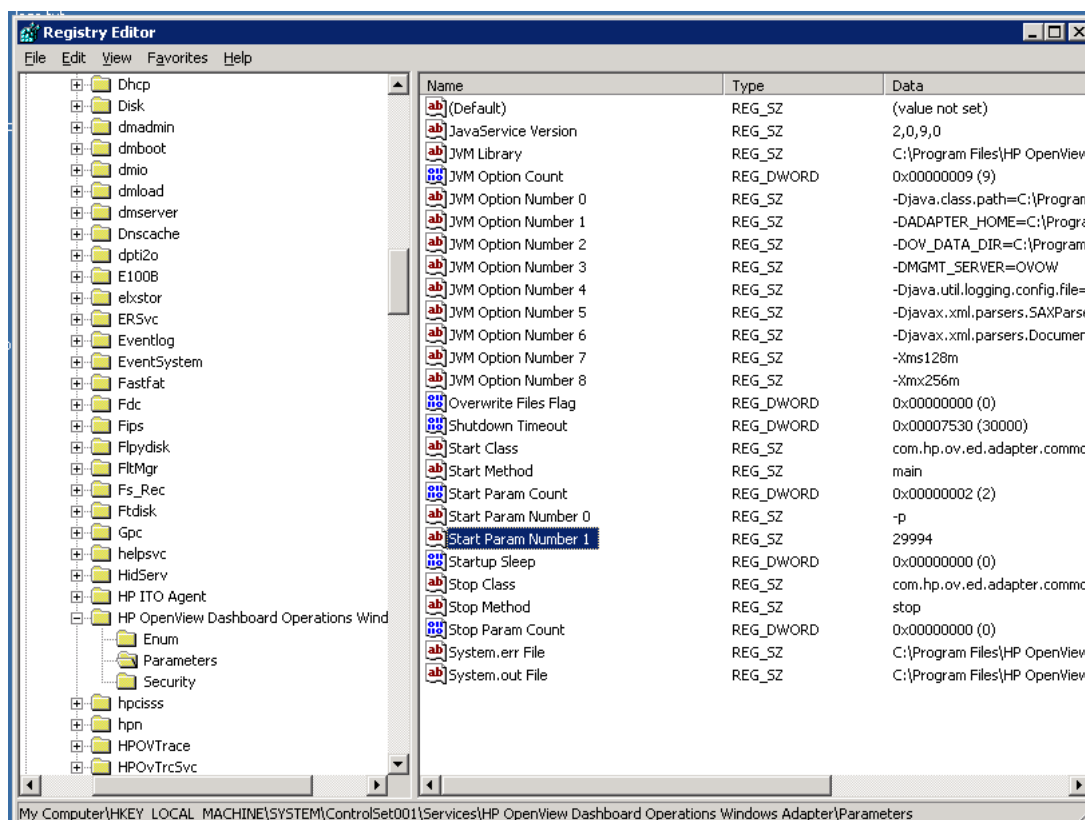 Registry Editor
File Edit View Favorites Help
Dhcp
Disk
dmadmin
dmboot
dmio
dmload
dmserver
Dnscache
dpti2o
E100B
elxstor
ERSvc
Eventlog
EventSystem
Fastfat
Fdc
Fips
Flpydisk
FltMgr
Fs_Rec
Ftdisk
Gpc
helpsvc
HidServ
HP ITO Agent
HP OpenView Dashboard Operations Wind
Enum
Parameters
Security
hpcisss
hpn
HPOVTrace
HPOvTrcSvc
Name Type Data
(Default) REG_SZ (value not set)
JavaService Version REG_SZ 2,0,9,0
JVM Library REG_SZ C:\Program Files\HP OpenView
JVM Option Count REG_DWORD 0x00000009 (9)
JVM Option Number 0 REG_SZ -Djava.class.path=C:\Program
JVM Option Number 1 REG_SZ -DADAPTER_HOME=C:\Progra
JVM Option Number 2 REG_SZ -DOV_DATA_DIR=C:\Program
JVM Option Number 3 REG_SZ -DMGMT_SERVER=OVOW
JVM Option Number 4 REG_SZ -Djava.util.logging.config.file=
JVM Option Number 5 REG_SZ -Djavax.xml.parsers.SAXParse
JVM Option Number 6 REG_SZ -Djavax.xml.parsers.Documen
JVM Option Number 7 REG_SZ -Xms128m
JVM Option Number 8 REG_SZ -Xmx256m
Overwrite Files Flag REG_DWORD 0x00000000 (0)
Shutdown Timeout REG_DWORD 0x00007530 (30000)
Start Class REG_SZ com.hp.ov.ed.adapter.commo
Start Method REG_SZ main
Start Param Count REG_DWORD 0x00000002 (2)
Start Param Number 0 REG_SZ -p
Start Param Number 1 REG_SZ 29994
Startup Sleep REG_DWORD 0x00000000 (0)
Stop Class REG_SZ com.hp.ov.ed.adapter.commo
Stop Method REG_SZ stop
Stop Param Count REG_DWORD 0x00000000 (0)
System.err File REG_SZ C:\Program Files\HP OpenView
System.out File REG_SZ C:\Program Files\HP OpenView
My Computer\HKEY_LOCAL_MACHINE\SYSTEM\ControlSet001\Services\HP OpenView Dashboard Operations Windows Adapter\Parameters